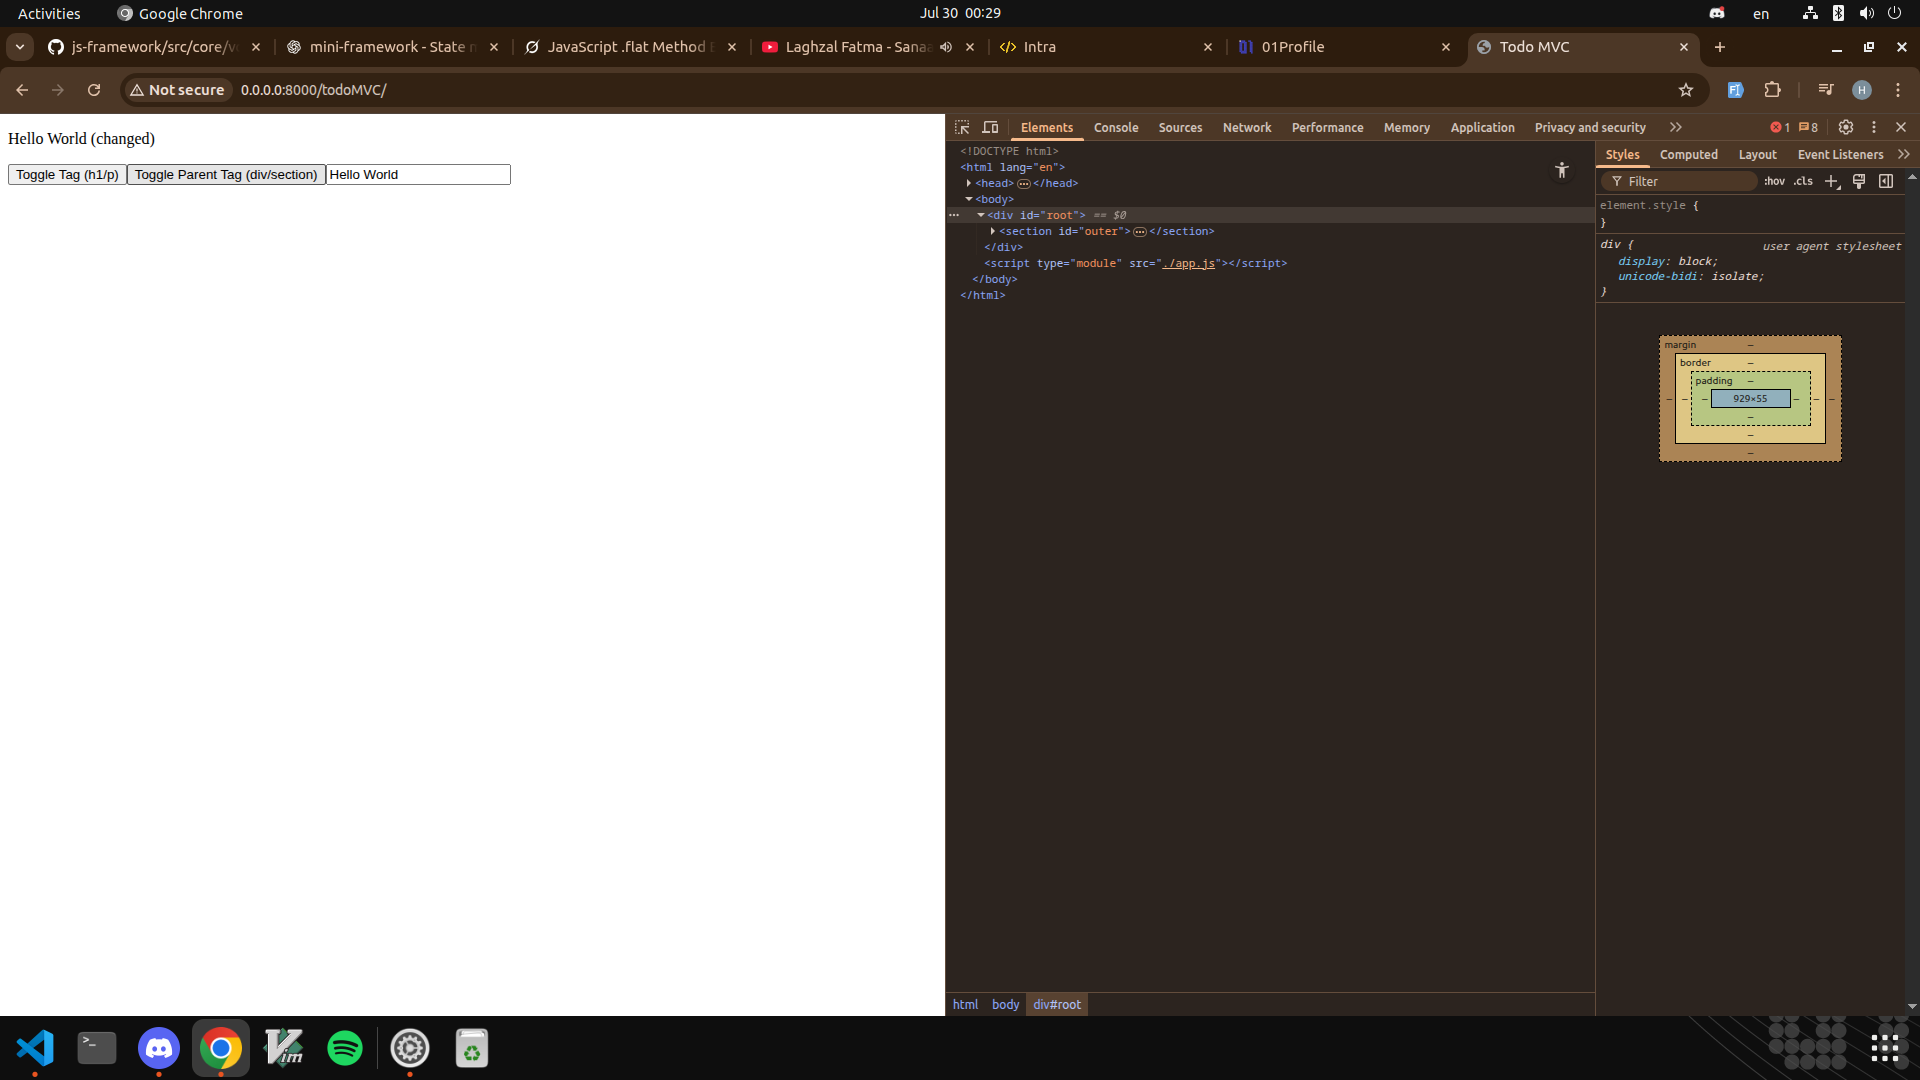 Activities
Google Chrome
Jul 30 00:29
en
js-framework/src/core/v
mini-framework - State
JavaScript .flat Method
Laghzal Fatma - Sanaa
Intra
01Profile
Todo MVC
Not secure
0.0.0.0:8000/todoMVC/
H
Hello World (changed)
Toggle Tag (h1/p)
Toggle Parent Tag (div/section)
Hello World
Elements
Console
Sources
Network
Performance
Memory
Application
Privacy and security
1
8
<!DOCTYPE html>
<html lang="en">
<head>…</head>
<body>
<div id="root"> == $0
<section id="outer">…</section>
</div>
<script type="module" src="./app.js"></script>
</body>
</html>
html
body
div#root
Styles
Computed
Layout
Event Listeners
Filter
:hov
.cls
element.style {
}
div {
user agent stylesheet
display: block;
unicode-bidi: isolate;
}
margin
–
border
–
padding
–
– – – 929×55 – – –
–
–
–
Vim